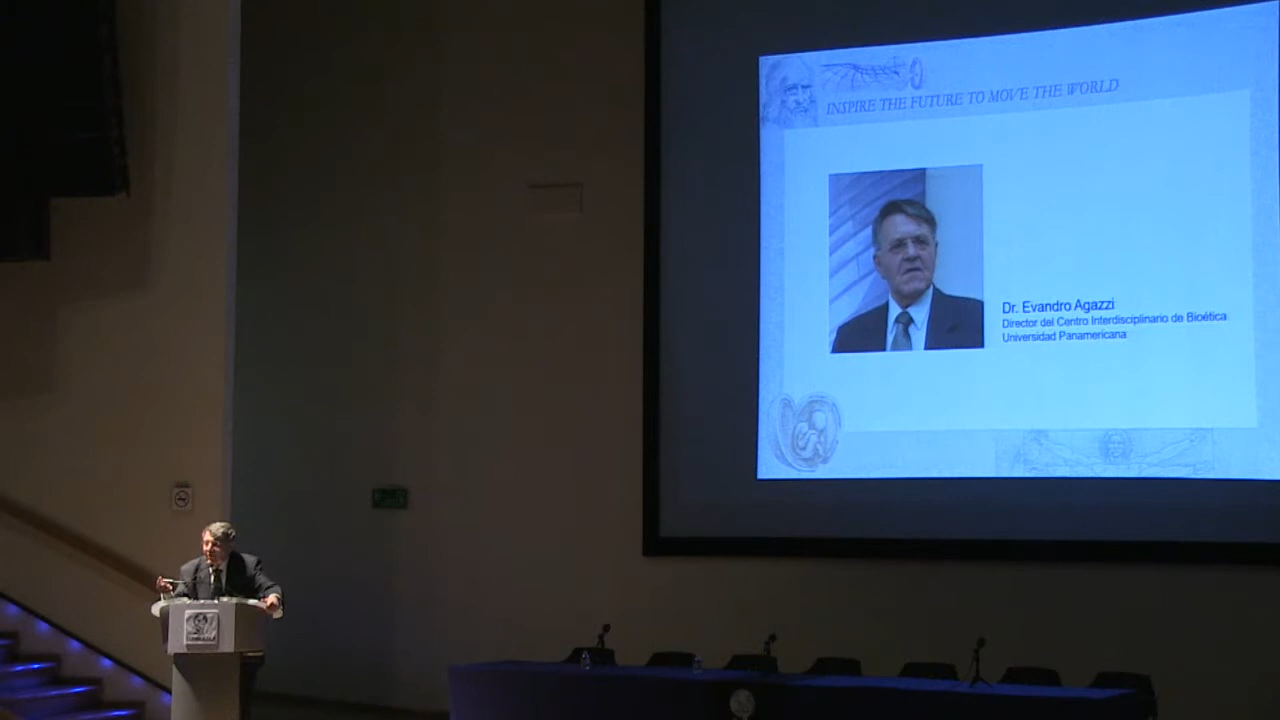 INSPIRE THE FUTURE TO MOVE THE WORLD
Dr. Evandro Agazzi
Director del Centro Interdisciplinario de Bioética
Universidad Panamericana